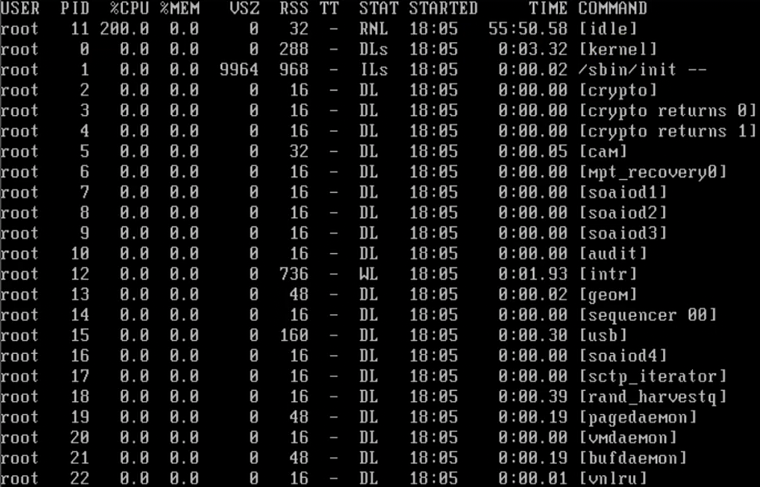 USER PID %CPU %MEM VSZ RSS TT STAT STARTED TIME COMMAND
root 11 200.0 0.0 0 32 - RNL 18:05 55:50.58 [idle]
root 0 0.0 0.0 0 288 - DLs 18:05 0:03.32 [kernel]
root 1 0.0 0.0 9964 968 - ILs 18:05 0:00.02 /sbin/init --
root 2 0.0 0.0 0 16 - DL 18:05 0:00.00 [crypto]
root 3 0.0 0.0 0 16 - DL 18:05 0:00.00 [crypto returns 0]
root 4 0.0 0.0 0 16 - DL 18:05 0:00.00 [crypto returns 1]
root 5 0.0 0.0 0 32 - DL 18:05 0:00.05 [cam]
root 6 0.0 0.0 0 16 - DL 18:05 0:00.00 [mpt_recovery0]
root 7 0.0 0.0 0 16 - DL 18:05 0:00.00 [soaiod1]
root 8 0.0 0.0 0 16 - DL 18:05 0:00.00 [soaiod2]
root 9 0.0 0.0 0 16 - DL 18:05 0:00.00 [soaiod3]
root 10 0.0 0.0 0 16 - DL 18:05 0:00.00 [audit]
root 12 0.0 0.0 0 736 - WL 18:05 0:01.93 [intr]
root 13 0.0 0.0 0 48 - DL 18:05 0:00.02 [geom]
root 14 0.0 0.0 0 16 - DL 18:05 0:00.00 [sequencer 00]
root 15 0.0 0.0 0 160 - DL 18:05 0:00.30 [usb]
root 16 0.0 0.0 0 16 - DL 18:05 0:00.00 [soaiod4]
root 17 0.0 0.0 0 16 - DL 18:05 0:00.00 [sctp_iterator]
root 18 0.0 0.0 0 16 - DL 18:05 0:00.39 [rand_harvestq]
root 19 0.0 0.0 0 48 - DL 18:05 0:00.19 [pagedaemon]
root 20 0.0 0.0 0 16 - DL 18:05 0:00.00 [vmdaemon]
root 21 0.0 0.0 0 48 - DL 18:05 0:00.19 [bufdaemon]
root 22 0.0 0.0 0 16 - DL 18:05 0:00.01 [vnlru]